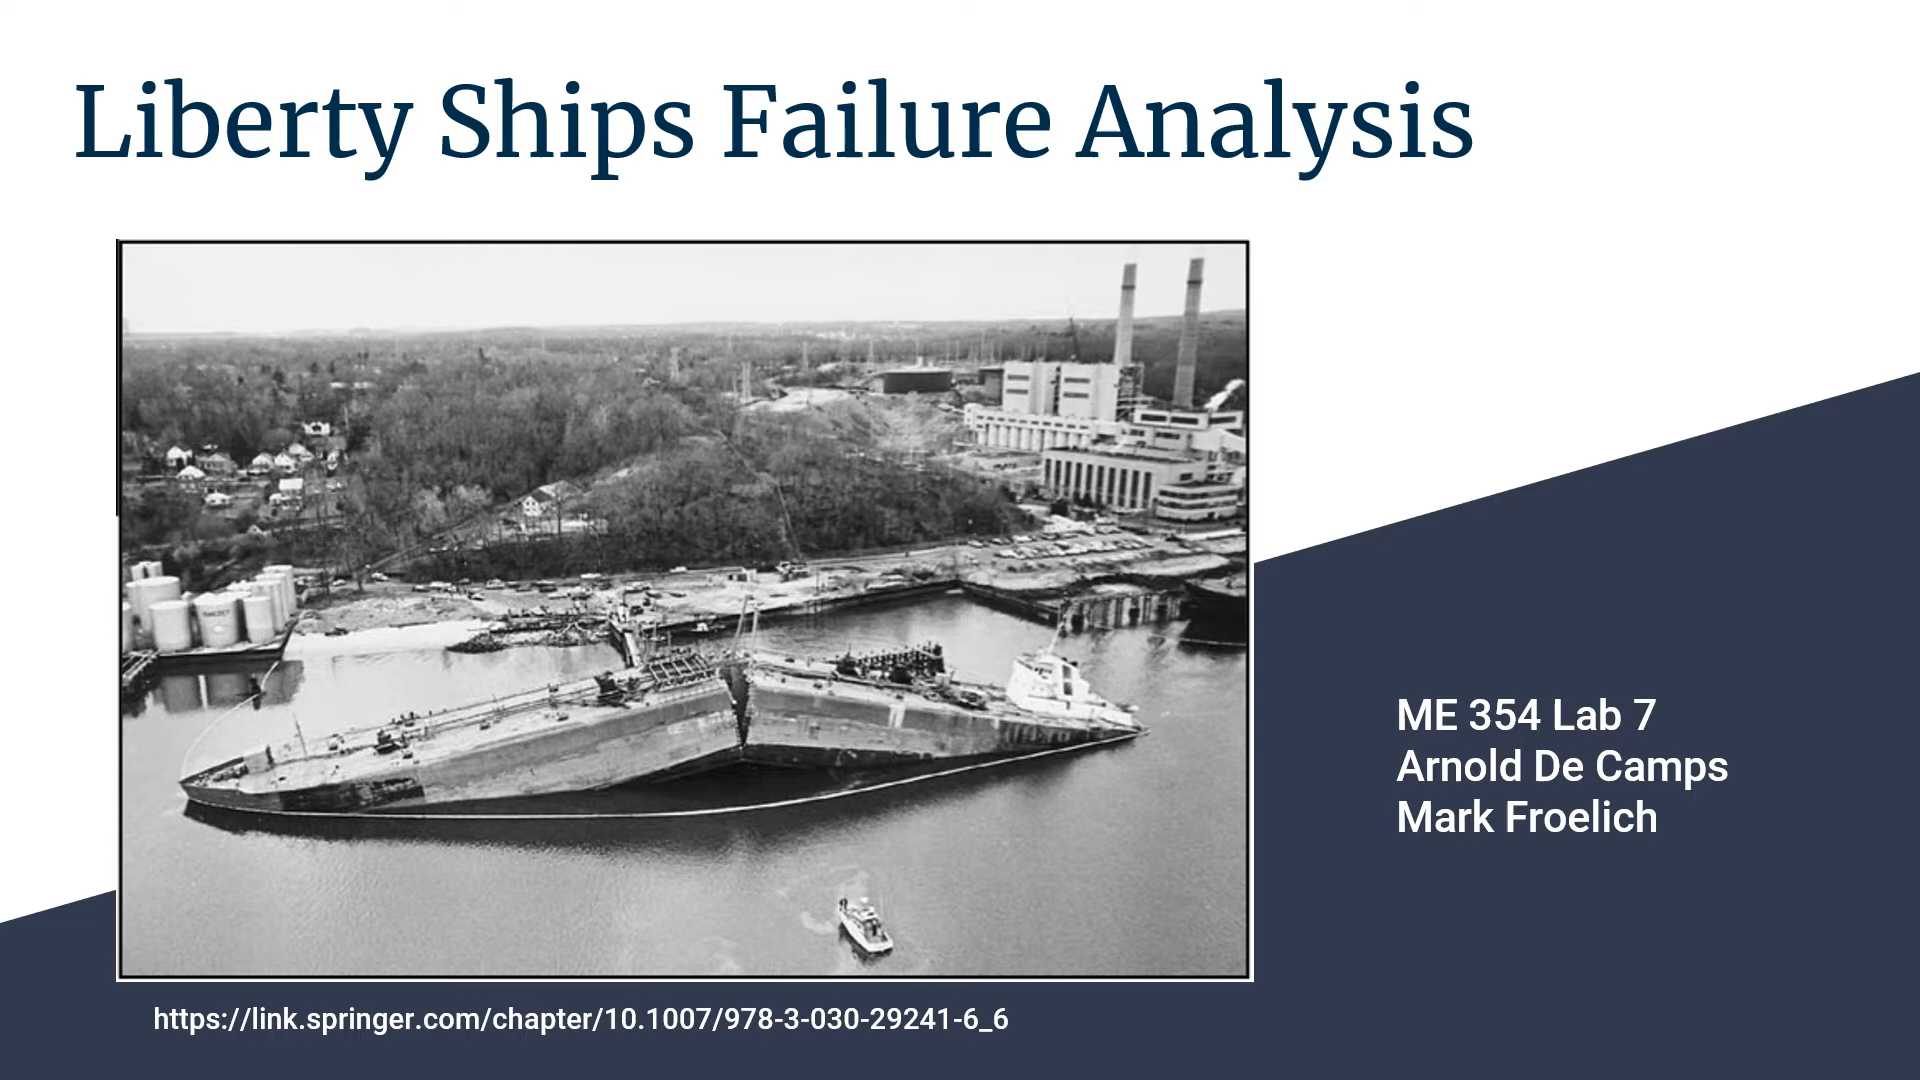 Liberty Ships Failure Analysis
ME 354 Lab 7
Arnold De Camps
Mark Froelich
https://link.springer.com/chapter/10.1007/978-3-030-29241-6_6